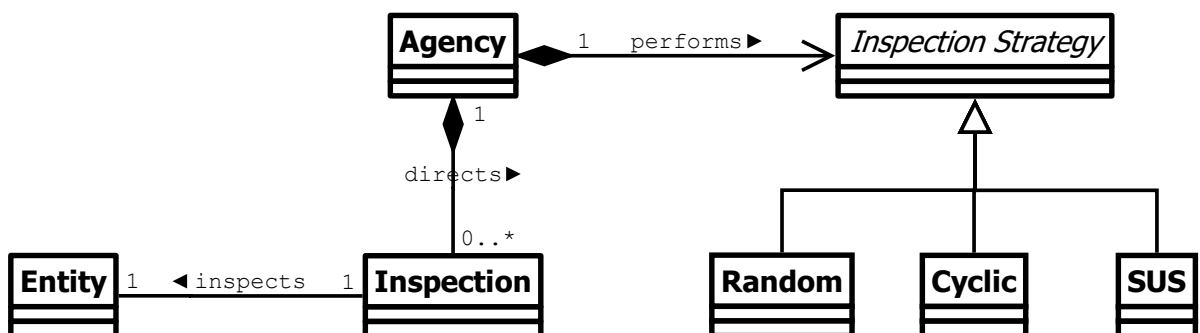 Agency
1 performs►
Inspection Strategy
1
directs►
0..*
Entity
1 ◄inspects 1
Inspection
Random
Cyclic
SUS